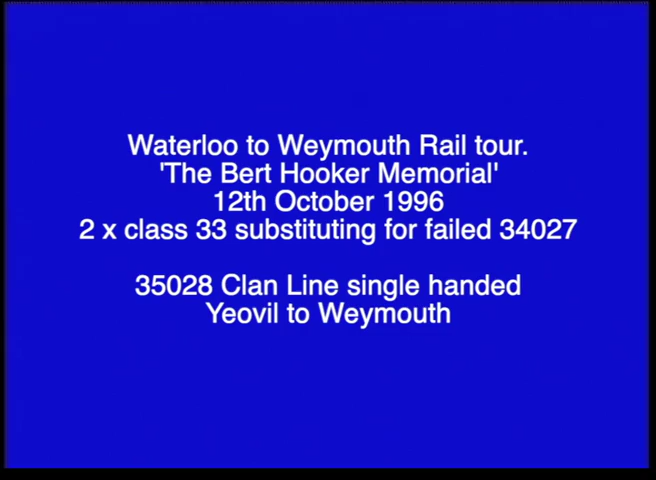 Waterloo to Weymouth Rail tour.
'The Bert Hooker Memorial'
12th October 1996
2 x class 33 substituting for failed 34027
35028 Clan Line single handed
Yeovil to Weymouth